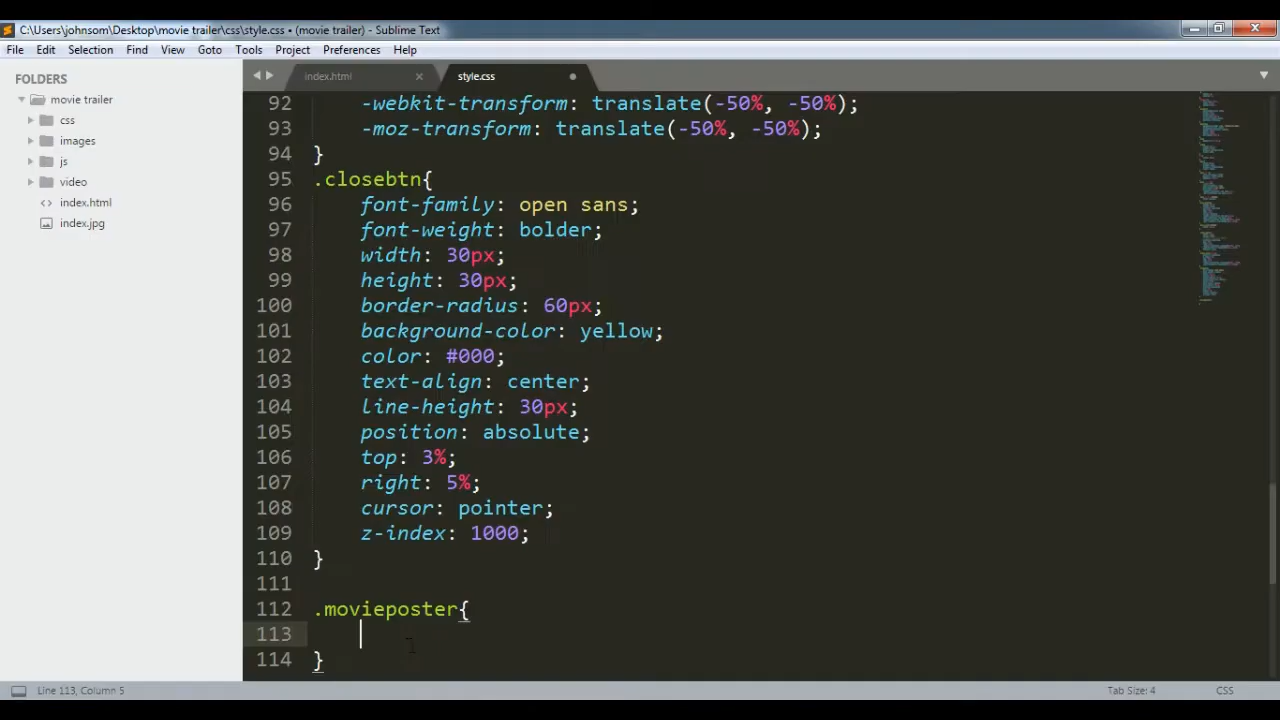 C:\Users\johnsom\Desktop\movie trailer\css\style.css • (movie trailer) - Sublime Text
File Edit Selection Find View Goto Tools Project Preferences Help
FOLDERS
movie trailer
css
images
js
video
index.html
index.jpg
index.html × style.css
92 -webkit-transform: translate(-50%, -50%);
93 -moz-transform: translate(-50%, -50%);
94 }
95 .closebtn{
96 font-family: open sans;
97 font-weight: bolder;
98 width: 30px;
99 height: 30px;
100 border-radius: 60px;
101 background-color: yellow;
102 color: #000;
103 text-align: center;
104 line-height: 30px;
105 position: absolute;
106 top: 3%;
107 right: 5%;
108 cursor: pointer;
109 z-index: 1000;
110 }
111
112 .movieposter{
113
114 }
Line 113, Column 5 Tab Size: 4 CSS